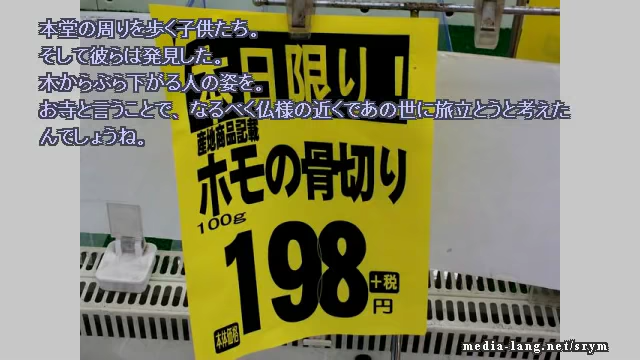 本堂の周りを歩く子供たち。
そして彼らは発見した。
木からぶら下がる人の姿を。
お寺と言うことで、なるべく仏様の近くであの世に旅立とうと考えた
んでしょうね。
日限り!
産地商品記載
ホモの骨切り
100g
198
+税
円
本体価格
media-lang.net/srym